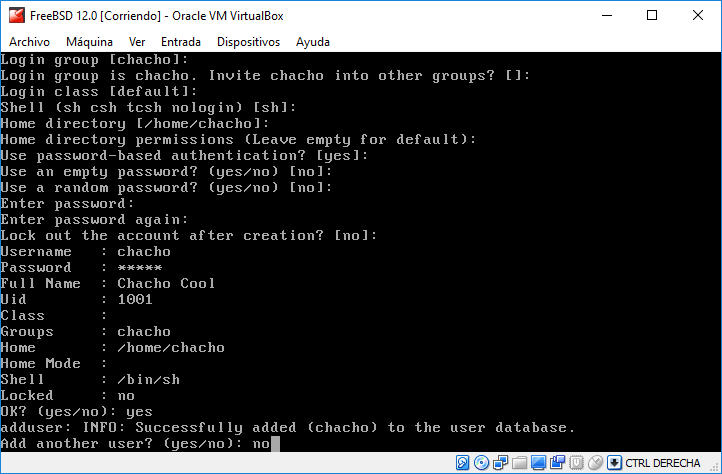 FreeBSD 12.0 [Corriendo] - Oracle VM VirtualBox
Archivo Máquina Ver Entrada Dispositivos Ayuda
Login group [chacho]:
Login group is chacho. Invite chacho into other groups? []:
Login class [default]:
Shell (sh csh tcsh nologin) [sh]:
Home directory [/home/chacho]:
Home directory permissions (Leave empty for default):
Use password-based authentication? [yes]:
Use an empty password? (yes/no) [no]:
Use a random password? (yes/no) [no]:
Enter password:
Enter password again:
Lock out the account after creation? [no]:
Username   : chacho
Password   : *****
Full Name  : Chacho Cool
Uid        : 1001
Class      :
Groups     : chacho
Home       : /home/chacho
Home Mode  :
Shell      : /bin/sh
Locked     : no
OK? (yes/no): yes
adduser: INFO: Successfully added (chacho) to the user database.
Add another user? (yes/no): no
CTRL DERECHA